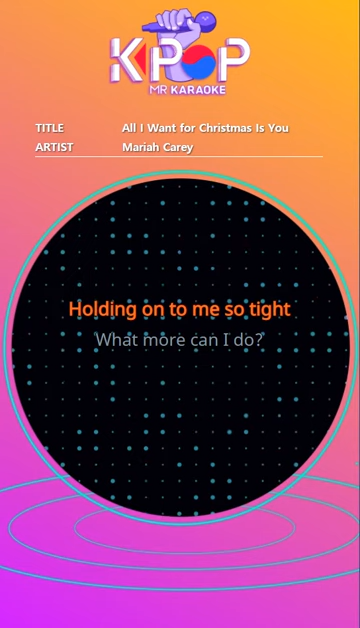 KPOP
MR KARAOKE
TITLE All I Want for Christmas Is You
ARTIST Mariah Carey
Holding on to me so tight
What more can I do?